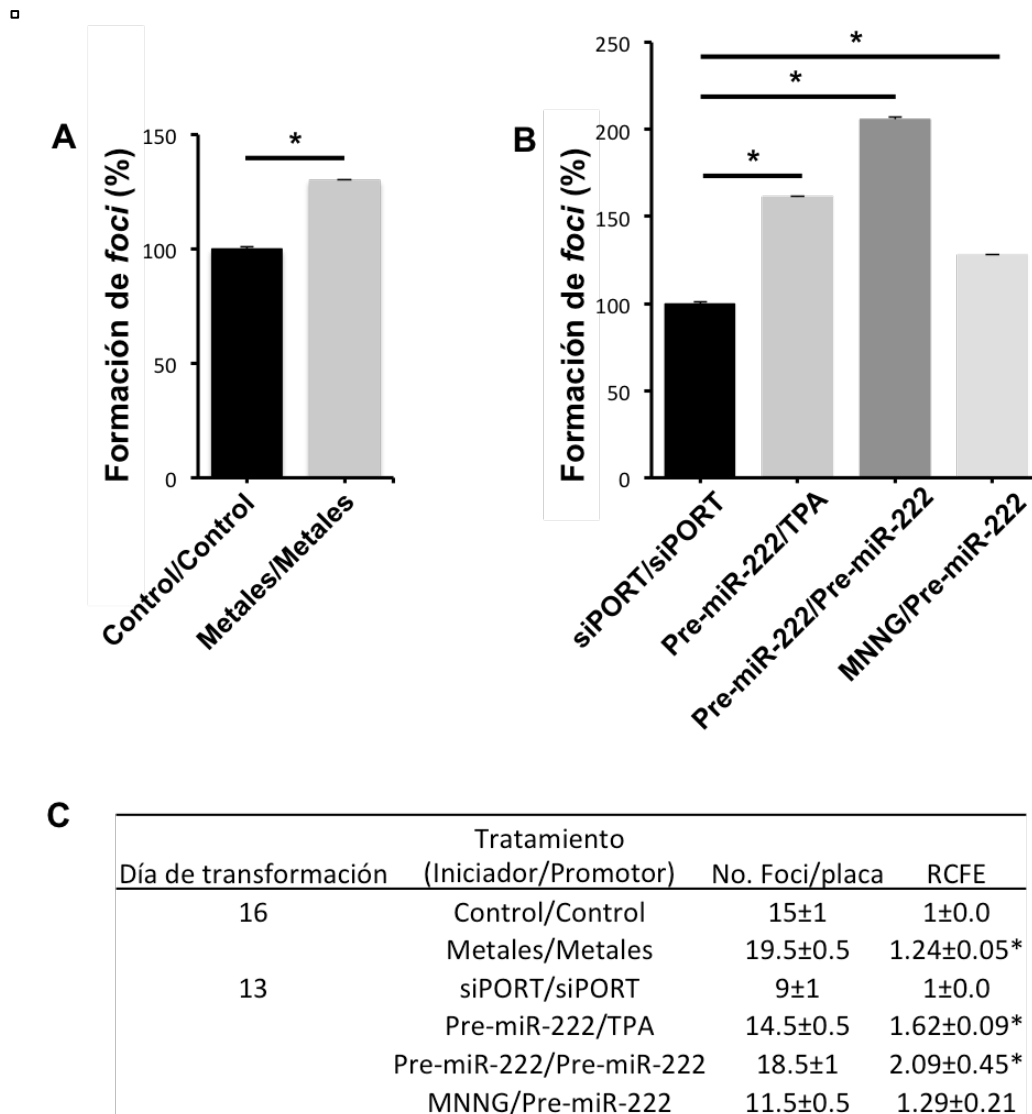 A
Formación de foci (%)
150
100
50
0
*
Control/Control
Metales/Metales
B
Formación de foci (%)
250
200
150
100
50
0
*
*
*
siPORT/siPORT
Pre-miR-222/TPA
Pre-miR-222/Pre-miR-222
MNNG/Pre-miR-222
C
Día de transformación Tratamiento (Iniciador/Promotor) No. Foci/placa RCFE
16 Control/Control 15±1 1±0.0
Metales/Metales 19.5±0.5 1.24±0.05*
13 siPORT/siPORT 9±1 1±0.0
Pre-miR-222/TPA 14.5±0.5 1.62±0.09*
Pre-miR-222/Pre-miR-222 18.5±1 2.09±0.45*
MNNG/Pre-miR-222 11.5±0.5 1.29±0.21